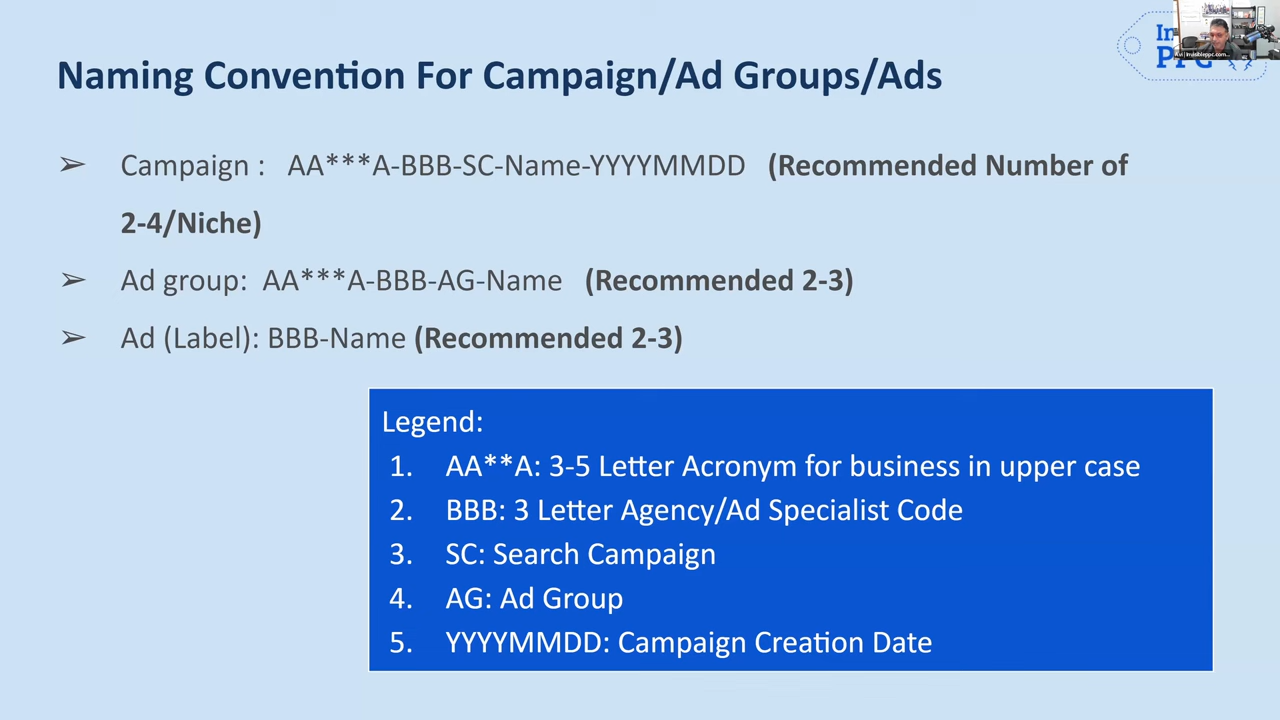 Naming Convention For Campaign/Ad Groups/Ads
➢ Campaign : AA***A-BBB-SC-Name-YYYYMMDD (Recommended Number of
2-4/Niche)
➢ Ad group: AA***A-BBB-AG-Name (Recommended 2-3)
➢ Ad (Label): BBB-Name (Recommended 2-3)
Legend:
1. AA**A: 3-5 Letter Acronym for business in upper case
2. BBB: 3 Letter Agency/Ad Specialist Code
3. SC: Search Campaign
4. AG: Ad Group
5. YYYYMMDD: Campaign Creation Date